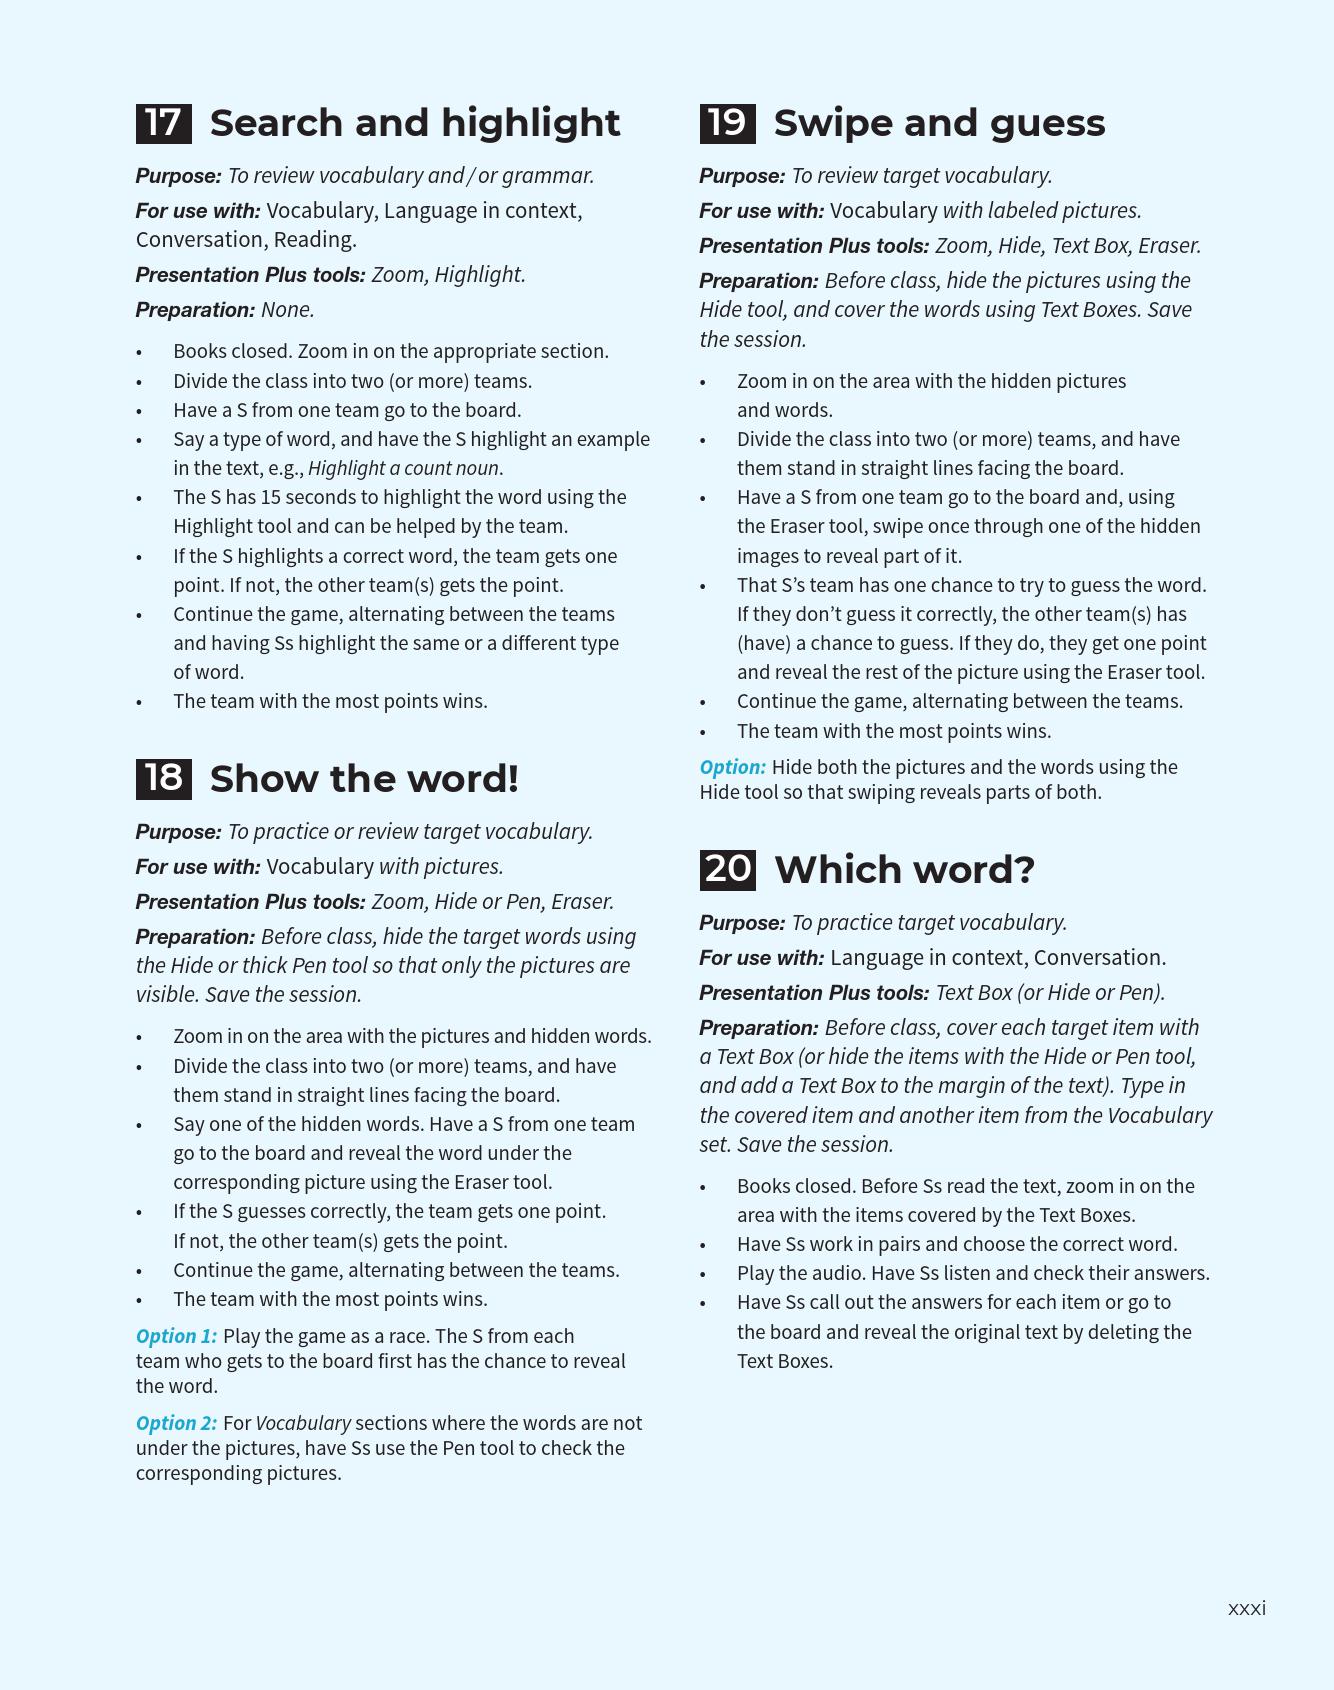 17 Search and highlight
Purpose: To review vocabulary and / or grammar.
For use with: Vocabulary, Language in context,
Conversation, Reading.
Presentation Plus tools: Zoom, Highlight.
Preparation: None.
• Books closed. Zoom in on the appropriate section.
• Divide the class into two (or more) teams.
• Have a S from one team go to the board.
• Say a type of word, and have the S highlight an example
in the text, e.g., Highlight a count noun.
• The S has 15 seconds to highlight the word using the
Highlight tool and can be helped by the team.
• If the S highlights a correct word, the team gets one
point. If not, the other team(s) gets the point.
• Continue the game, alternating between the teams
and having Ss highlight the same or a different type
of word.
• The team with the most points wins.
18 Show the word!
Purpose: To practice or review target vocabulary.
For use with: Vocabulary with pictures.
Presentation Plus tools: Zoom, Hide or Pen, Eraser.
Preparation: Before class, hide the target words using
the Hide or thick Pen tool so that only the pictures are
visible. Save the session.
• Zoom in on the area with the pictures and hidden words.
• Divide the class into two (or more) teams, and have
them stand in straight lines facing the board.
• Say one of the hidden words. Have a S from one team
go to the board and reveal the word under the
corresponding picture using the Eraser tool.
• If the S guesses correctly, the team gets one point.
If not, the other team(s) gets the point.
• Continue the game, alternating between the teams.
• The team with the most points wins.
Option 1: Play the game as a race. The S from each
team who gets to the board first has the chance to reveal
the word.
Option 2: For Vocabulary sections where the words are not
under the pictures, have Ss use the Pen tool to check the
corresponding pictures.
19 Swipe and guess
Purpose: To review target vocabulary.
For use with: Vocabulary with labeled pictures.
Presentation Plus tools: Zoom, Hide, Text Box, Eraser.
Preparation: Before class, hide the pictures using the
Hide tool, and cover the words using Text Boxes. Save
the session.
• Zoom in on the area with the hidden pictures
and words.
• Divide the class into two (or more) teams, and have
them stand in straight lines facing the board.
• Have a S from one team go to the board and, using
the Eraser tool, swipe once through one of the hidden
images to reveal part of it.
• That S’s team has one chance to try to guess the word.
If they don’t guess it correctly, the other team(s) has
(have) a chance to guess. If they do, they get one point
and reveal the rest of the picture using the Eraser tool.
• Continue the game, alternating between the teams.
• The team with the most points wins.
Option: Hide both the pictures and the words using the
Hide tool so that swiping reveals parts of both.
20 Which word?
Purpose: To practice target vocabulary.
For use with: Language in context, Conversation.
Presentation Plus tools: Text Box (or Hide or Pen).
Preparation: Before class, cover each target item with
a Text Box (or hide the items with the Hide or Pen tool,
and add a Text Box to the margin of the text). Type in
the covered item and another item from the Vocabulary
set. Save the session.
• Books closed. Before Ss read the text, zoom in on the
area with the items covered by the Text Boxes.
• Have Ss work in pairs and choose the correct word.
• Play the audio. Have Ss listen and check their answers.
• Have Ss call out the answers for each item or go to
the board and reveal the original text by deleting the
Text Boxes.
xxxi